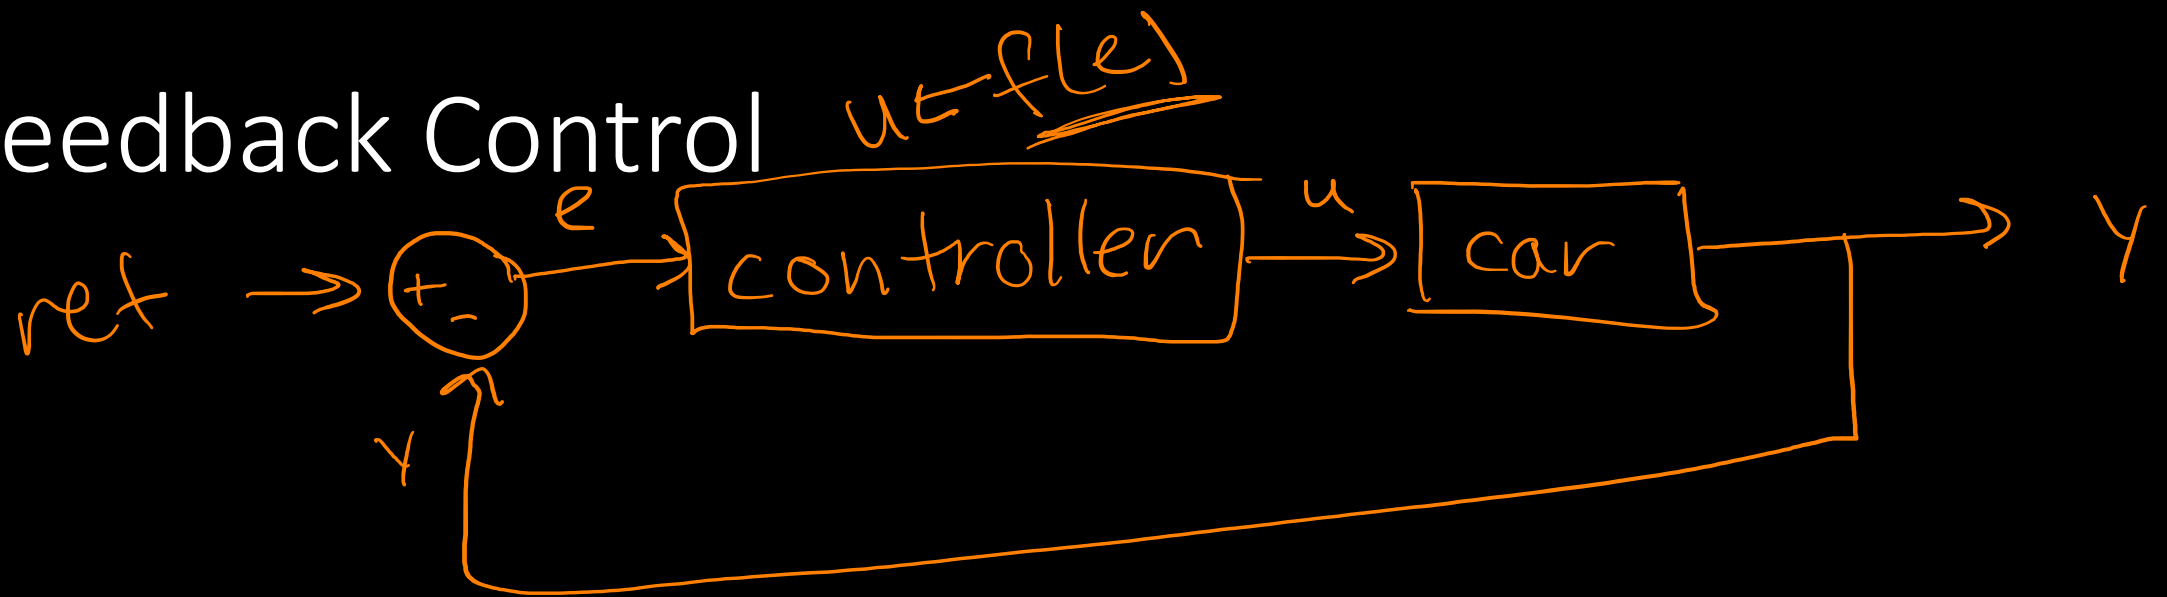 eedback Control
u=f(e)
e
u
ref
+
-
controller
car
Y
Y